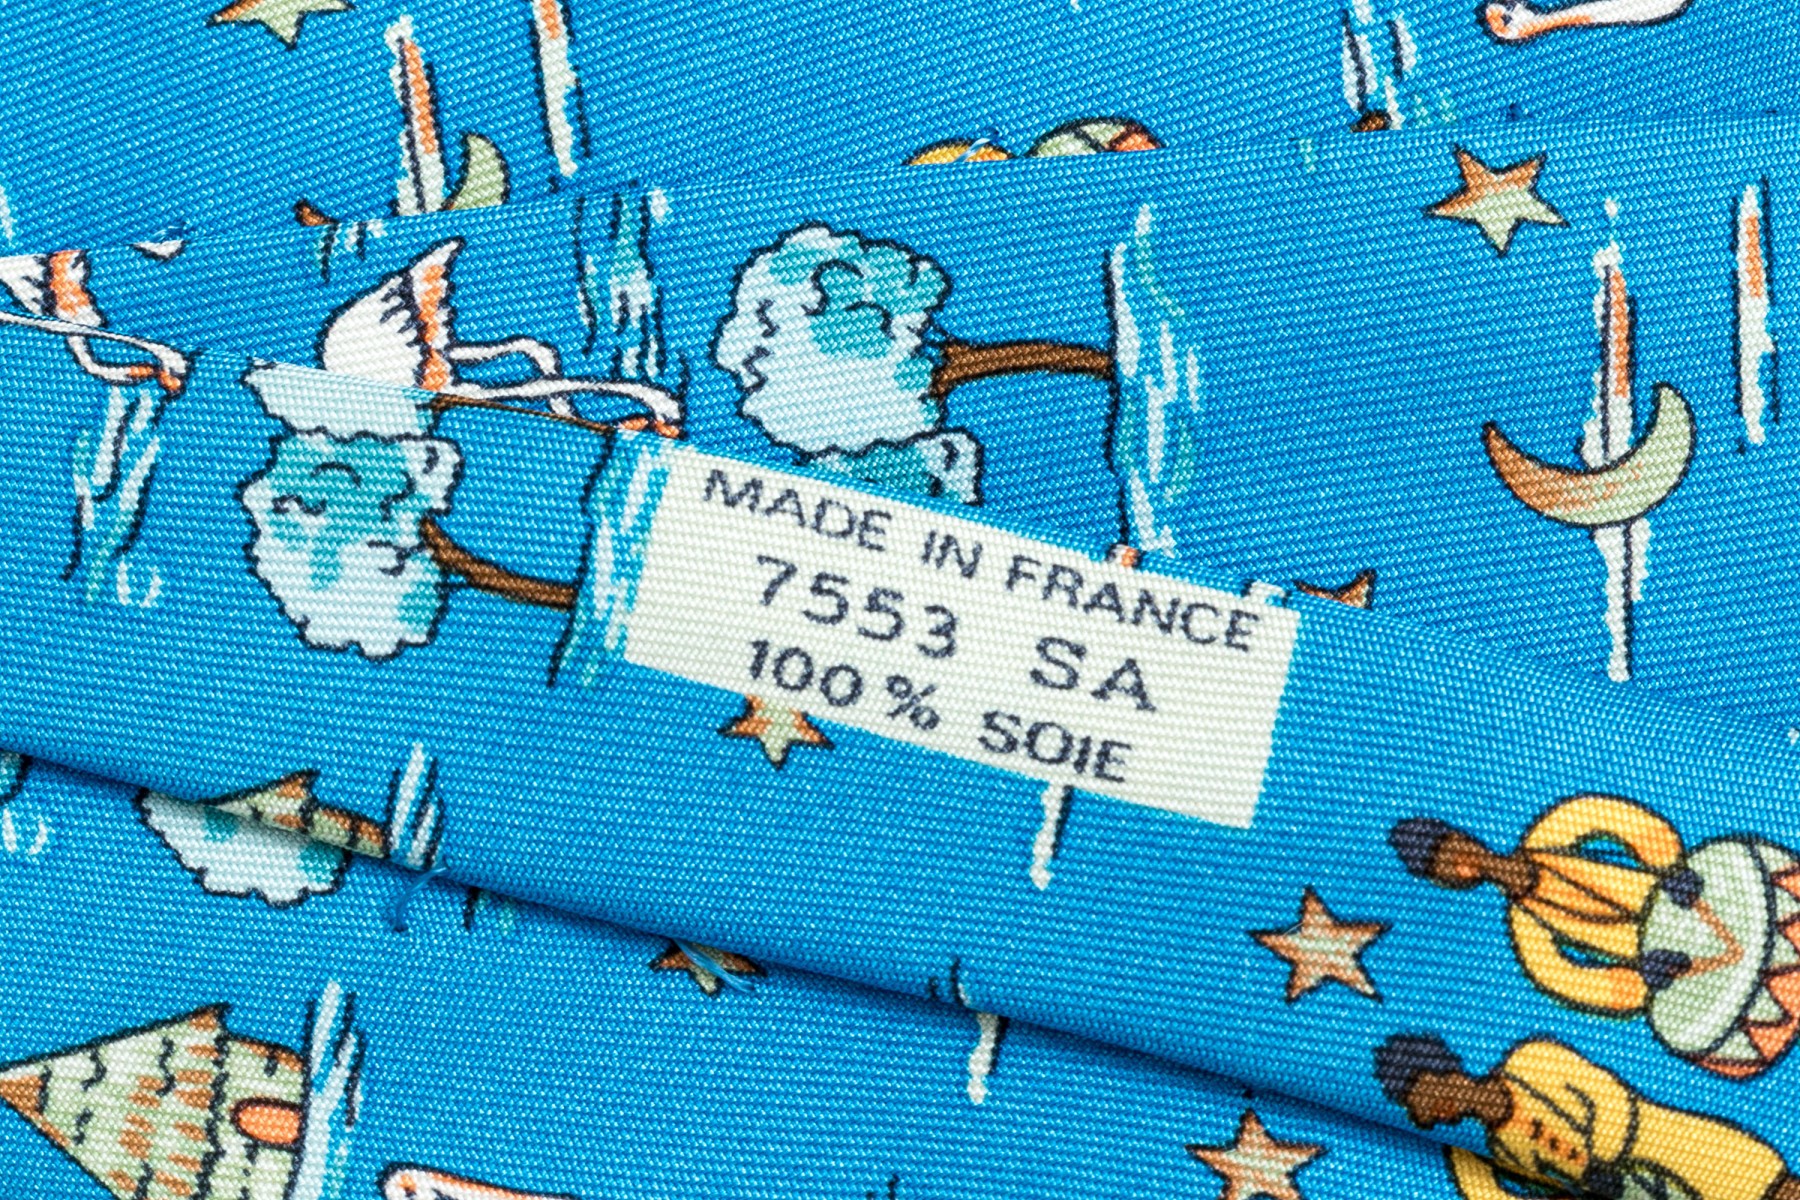 MADE IN FRANCE
7553 SA
100% SOIE